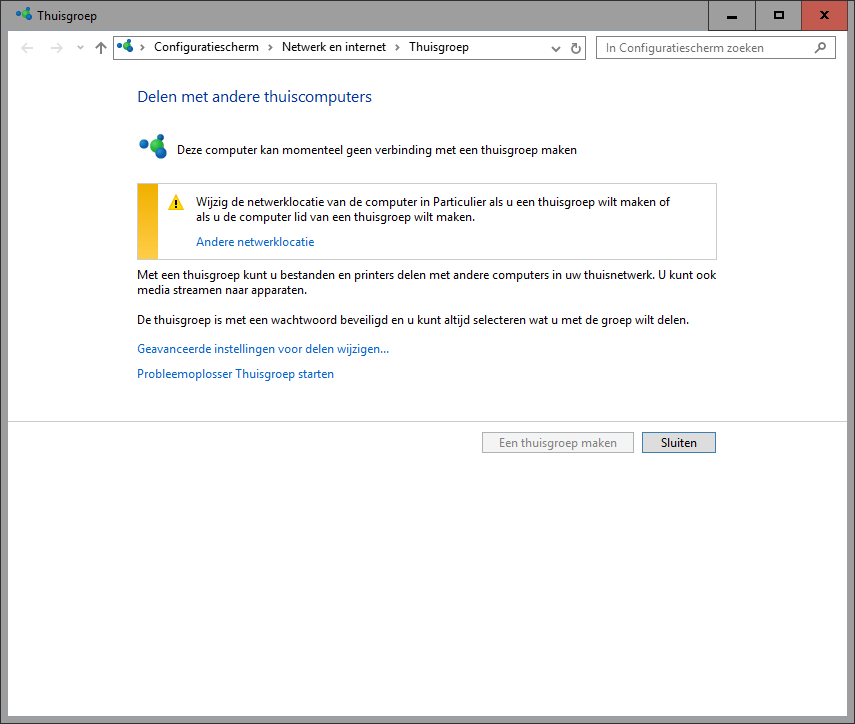 Thuisgroep
Configuratiescherm
Netwerk en internet
Thuisgroep
In Configuratiescherm zoeken
Delen met andere thuiscomputers
Deze computer kan momenteel geen verbinding met een thuisgroep maken
Wijzig de netwerklocatie van de computer in Particulier als u een thuisgroep wilt maken of
als u de computer lid van een thuisgroep wilt maken.
Andere netwerklocatie
Met een thuisgroep kunt u bestanden en printers delen met andere computers in uw thuisnetwerk. U kunt ook
media streamen naar apparaten.
De thuisgroep is met een wachtwoord beveiligd en u kunt altijd selecteren wat u met de groep wilt delen.
Geavanceerde instellingen voor delen wijzigen...
Probleemoplosser Thuisgroep starten
Een thuisgroep maken
Sluiten